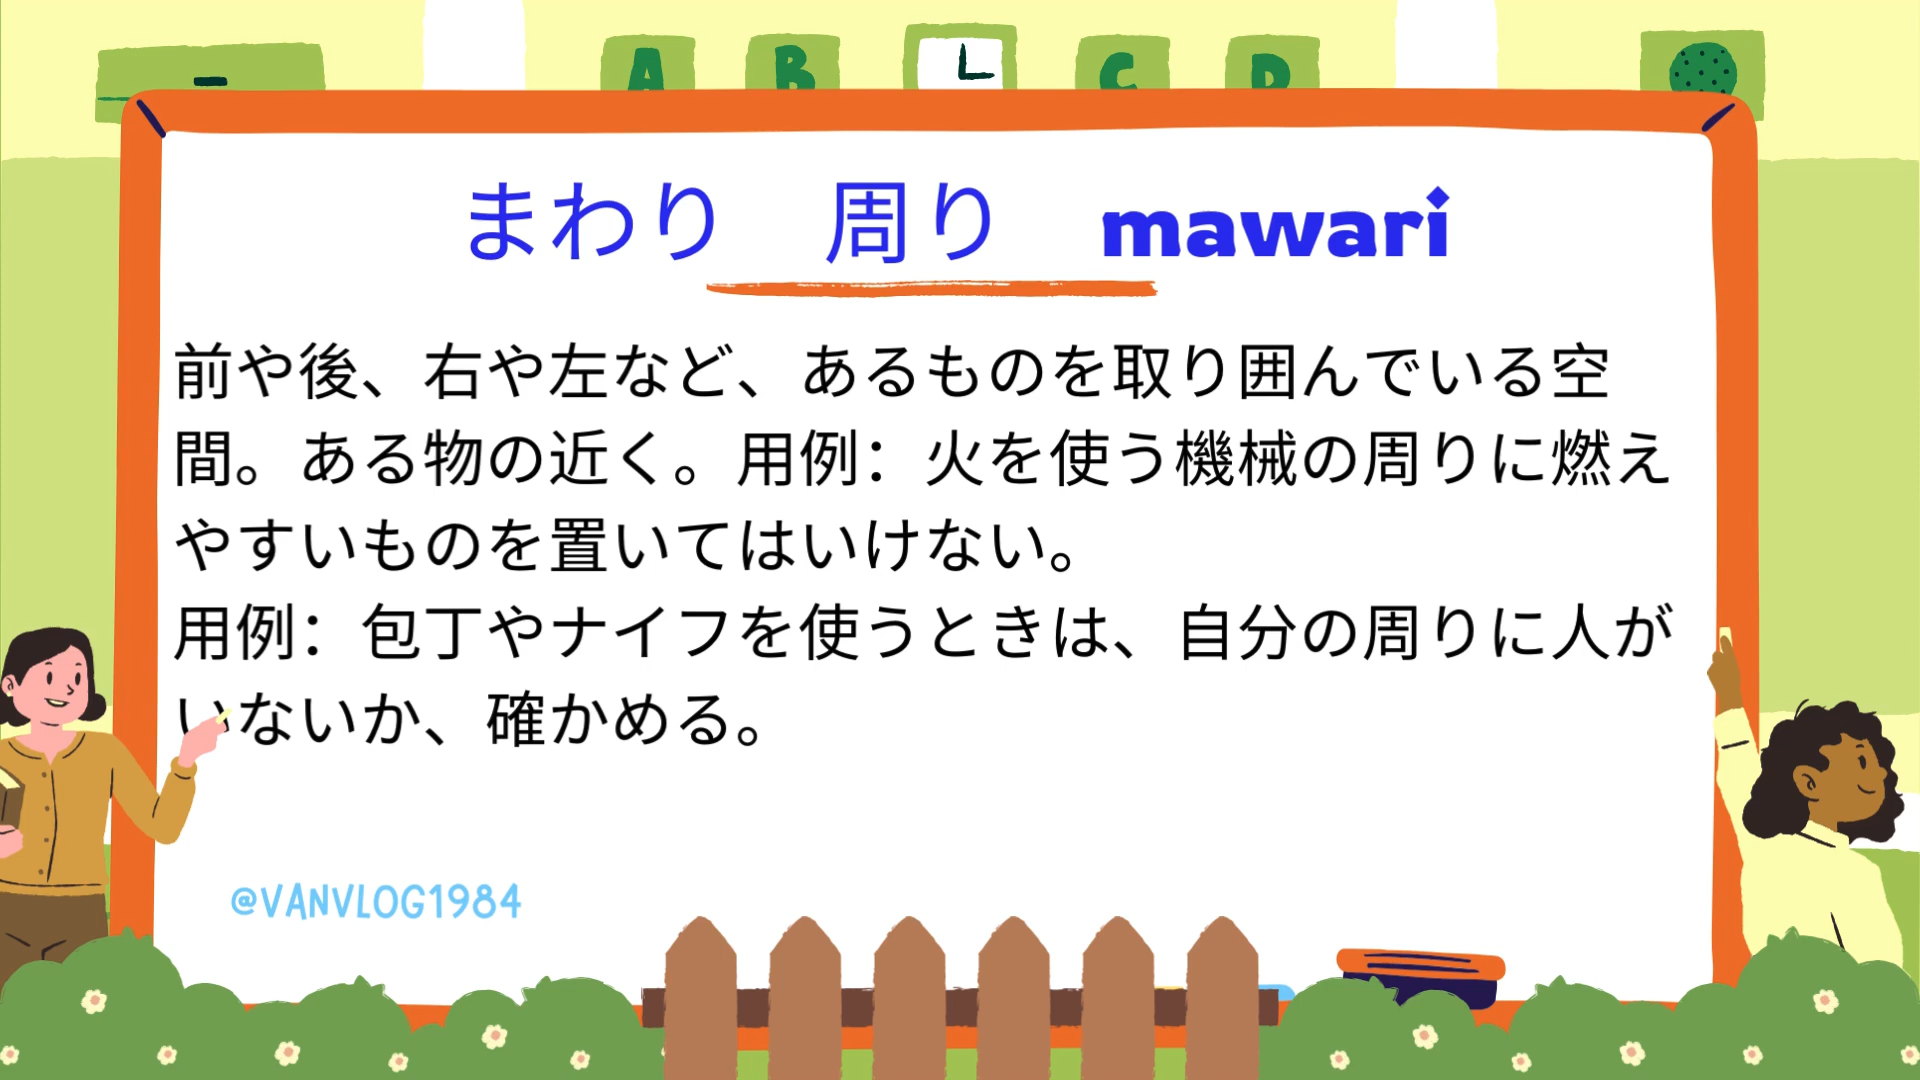 A B C D
まわり　周り　mawari
前や後、右や左など、あるものを取り囲んでいる空
間。ある物の近く。用例：火を使う機械の周りに燃え
やすいものを置いてはいけない。
用例：包丁やナイフを使うときは、自分の周りに人が
いないか、確かめる。
@VANVLOG1984